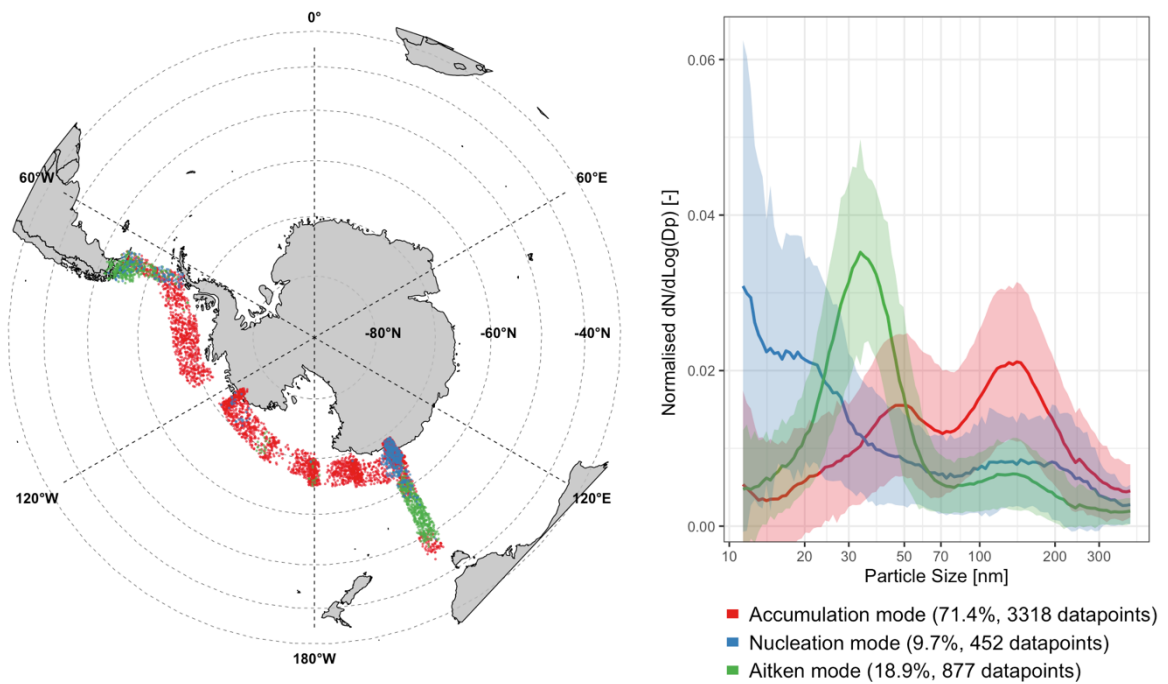 0°
60°W
60°E
-80°N
-60°N
-40°N
120°W
120°E
180°W
Normalised dN/dLog(Dp) [-]
0.06
0.04
0.02
0.00
10 20 30 50 70 100 200 300
Particle Size [nm]
Accumulation mode (71.4%, 3318 datapoints)
Nucleation mode (9.7%, 452 datapoints)
Aitken mode (18.9%, 877 datapoints)